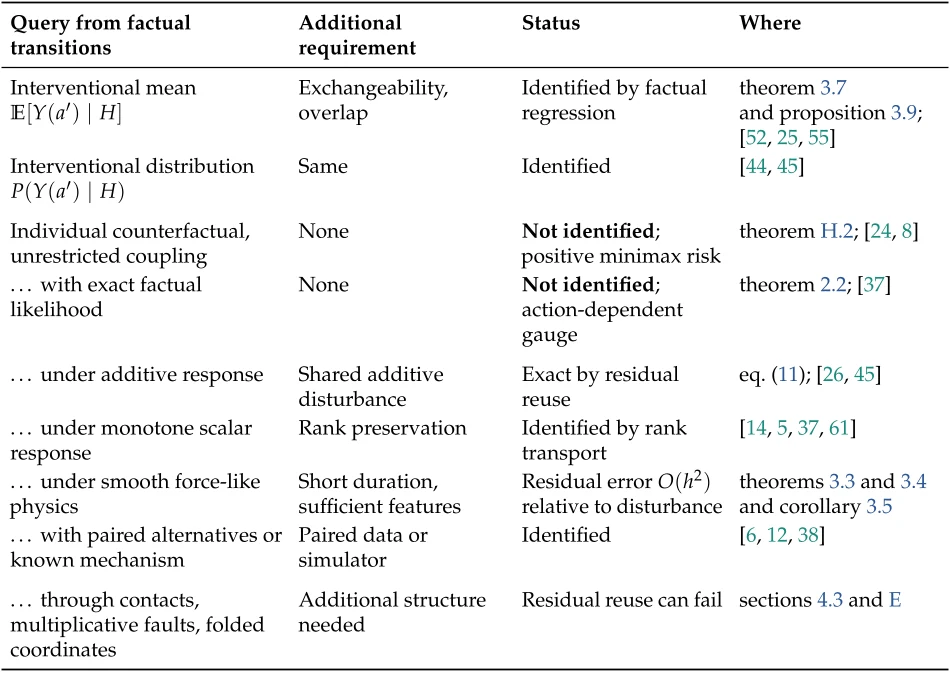 Query from factual transitions | Additional requirement | Status | Where
Interventional mean 𝔼[Y(a′) | H] | Exchangeability, overlap | Identified by factual regression | theorem 3.7 and proposition 3.9; [52, 25, 55]
Interventional distribution P(Y(a′) | H) | Same | Identified | [44, 45]
Individual counterfactual, unrestricted coupling | None | Not identified; positive minimax risk | theorem H.2; [24, 8]
… with exact factual likelihood | None | Not identified; action-dependent gauge | theorem 2.2; [37]
… under additive response | Shared additive disturbance | Exact by residual reuse | eq. (11); [26, 45]
… under monotone scalar response | Rank preservation | Identified by rank transport | [14, 5, 37, 61]
… under smooth force-like physics | Short duration, sufficient features | Residual error O(h²) relative to disturbance | theorems 3.3 and 3.4 and corollary 3.5
… with paired alternatives or known mechanism | Paired data or simulator | Identified | [6, 12, 38]
… through contacts, multiplicative faults, folded coordinates | Additional structure needed | Residual reuse can fail | sections 4.3 and E